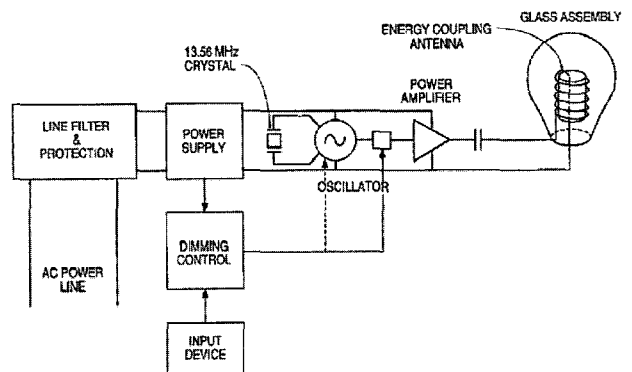 GLASS ASSEMBLY
ENERGY COUPLING
ANTENNA
13.56 MHz
CRYSTAL
POWER
AMPLIFIER
LINE FILTER
&
PROTECTION
POWER
SUPPLY
OSCILLATOR
DIMMING
CONTROL
AC POWER
LINE
INPUT
DEVICE